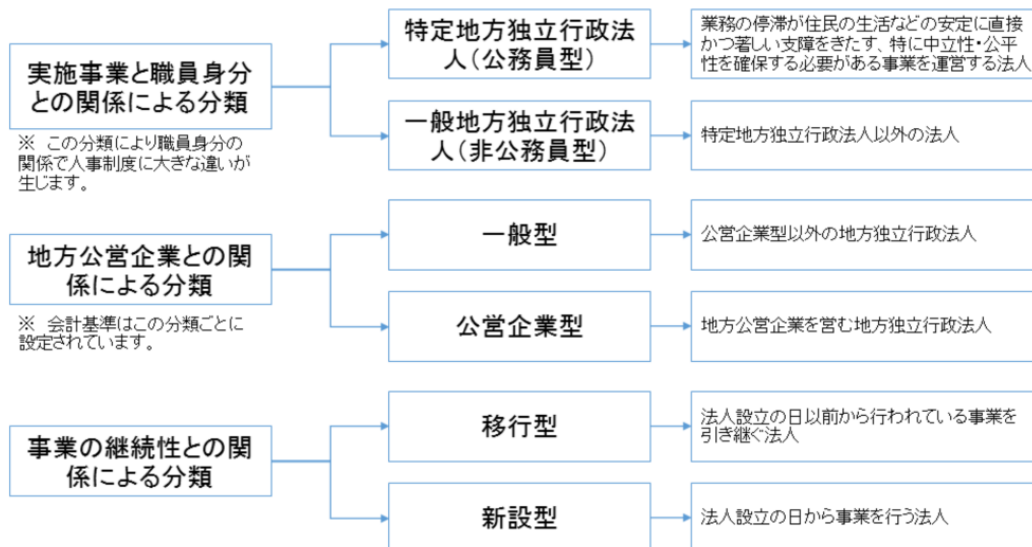 特定地方独立行政法
人(公務員型)
業務の停滞が住民の生活などの安定に直接
かつ著しい支障をきたす、特に中立性・公平
性を確保する必要がある事業を運営する法人
実施事業と職員身分
との関係による分類
※ この分類により職員身分の
関係で人事制度に大きな違いが
生じます。
一般地方独立行政法
人(非公務員型)
特定地方独立行政法人以外の法人
一般型
公営企業型以外の地方独立行政法人
地方公営企業との関
係による分類
※ 会計基準はこの分類ごとに
設定されています。
公営企業型
地方公営企業を営む地方独立行政法人
移行型
法人設立の日以前から行われている事業を
引き継ぐ法人
事業の継続性との関
係による分類
新設型
法人設立の日から事業を行う法人